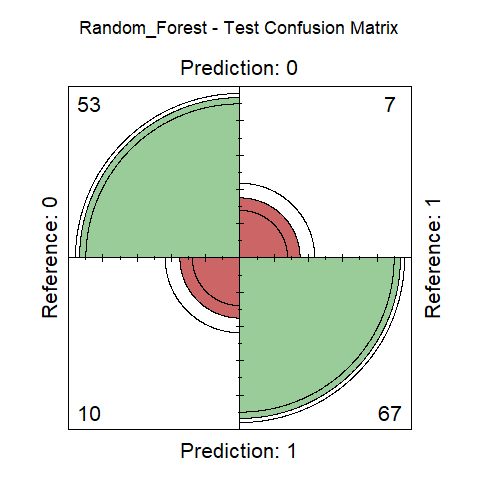 Random_Forest - Test Confusion Matrix
Prediction: 0
53
7
Reference: 0
Reference: 1
10
67
Prediction: 1